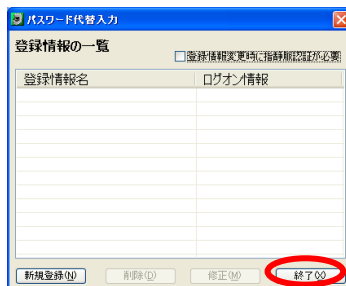 パスワード代替入力
登録情報の一覧
登録情報変更時に指静脈認証が必要
登録情報名 ログオン情報
新規登録(N) 削除(D) 修正(M) 終了(X)